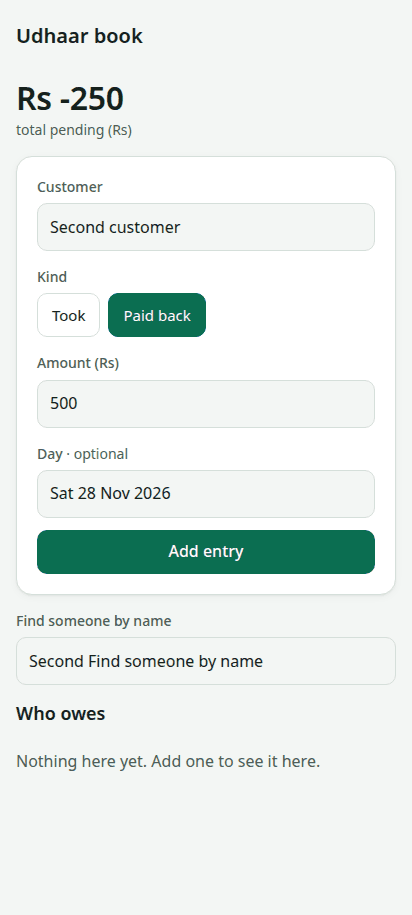 Udhaar book
Rs -250
total pending (Rs)
Customer
Second customer
Kind
Took
Paid back
Amount (Rs)
500
Day · optional
Sat 28 Nov 2026
Add entry
Find someone by name
Second Find someone by name
Who owes
Nothing here yet. Add one to see it here.